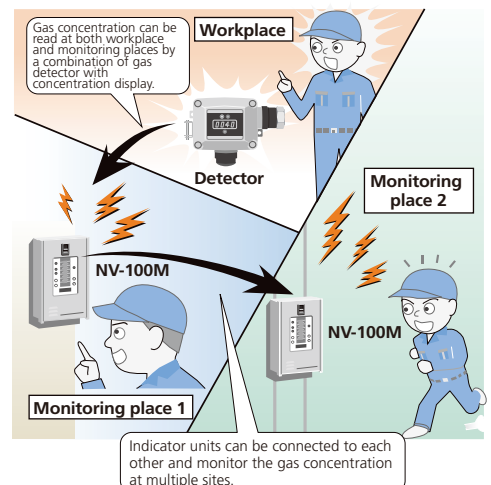 Gas concentration can be
read at both workplace
and monitoring places by
a combination of gas
detector with
concentration display.
Workplace
0040
Detector
Monitoring
place 2
NV-100M
NV-100M
Monitoring place 1
Indicator units can be connected to each
other and monitor the gas concentration
at multiple sites.